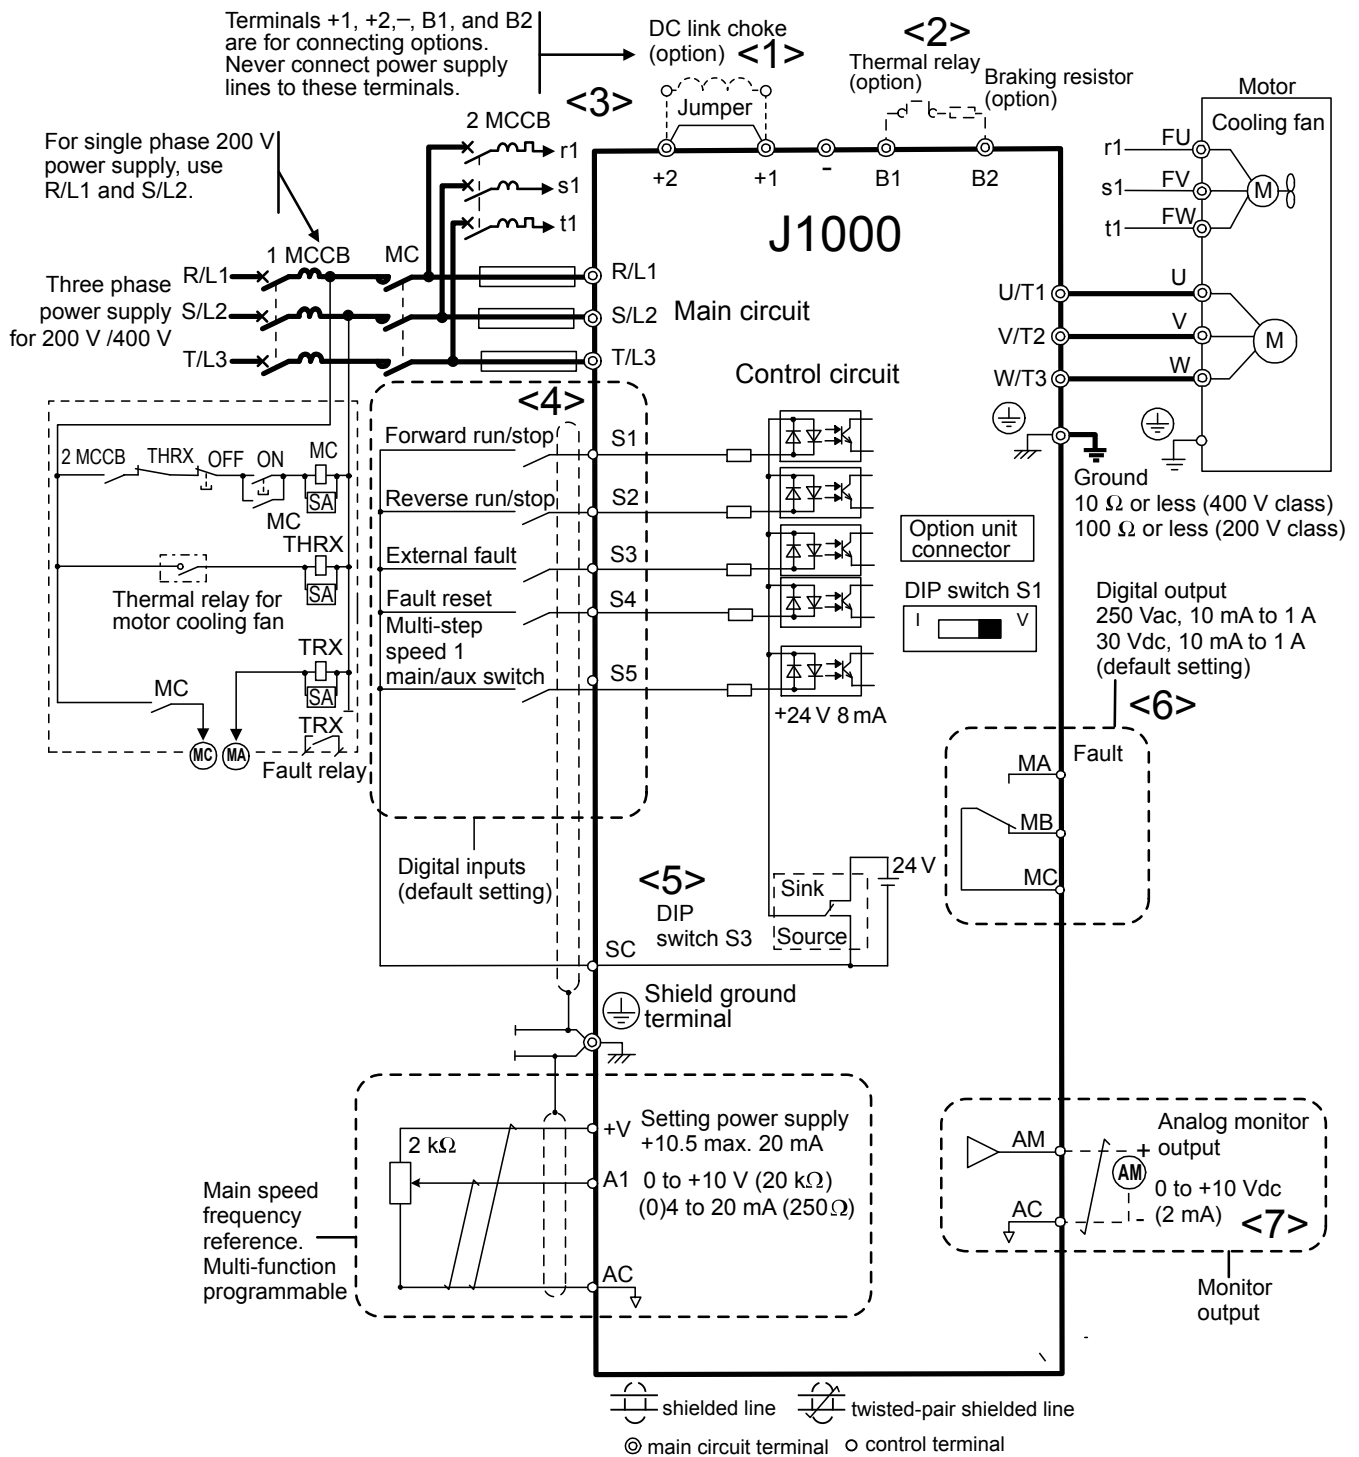 Terminals +1, +2,–, B1, and B2
are for connecting options.
Never connect power supply
lines to these terminals.
DC link choke
(option) <1>
Jumper
<2>
Thermal relay
(option)
Braking resistor
(option)
<3>
2 MCCB
r1
s1
t1
+2
+1
-
B1
B2
J1000
Motor
Cooling fan
r1
FU
s1
FV
M
t1
FW
For single phase 200 V
power supply, use
R/L1 and S/L2.
1 MCCB
MC
Three phase
power supply
for 200 V /400 V
R/L1
S/L2
T/L3
R/L1
S/L2
T/L3
Main circuit
Control circuit
U/T1
V/T2
W/T3
U
V
W
M
Ground
10 Ω or less (400 V class)
100 Ω or less (200 V class)
2 MCCB
THRX
OFF
ON
MC
SA
MC
THRX
SA
Thermal relay for
motor cooling fan
TRX
SA
MC
TRX
MC
MA
Fault relay
<4>
Forward run/stop
S1
Reverse run/stop
S2
External fault
S3
Fault reset
S4
Multi-step
speed 1
main/aux switch
S5
+24 V 8 mA
Option unit
connector
DIP switch S1
I
V
Digital inputs
(default setting)
<5>
DIP
switch S3
Sink
Source
24 V
SC
Shield ground
terminal
Digital output
250 Vac, 10 mA to 1 A
30 Vdc, 10 mA to 1 A
(default setting)
<6>
Fault
MA
MB
MC
Main speed
frequency
reference.
Multi-function
programmable
2 kΩ
+V
Setting power supply
+10.5 max. 20 mA
A1
0 to +10 V (20 kΩ)
(0)4 to 20 mA (250 Ω)
AC
AM
AC
+
AM
-
Analog monitor
output
0 to +10 Vdc
(2 mA)
<7>
Monitor
output
shielded line
twisted-pair shielded line
main circuit terminal
control terminal